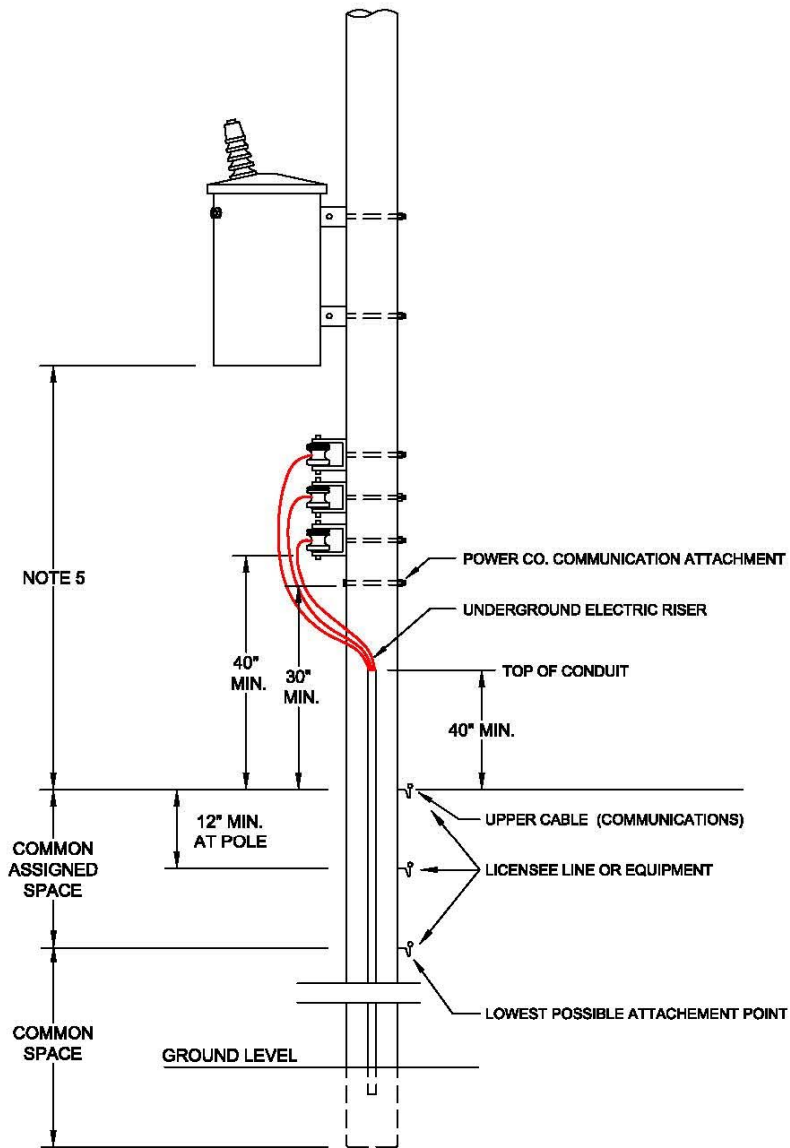 POWER CO. COMMUNICATION ATTACHMENT
NOTE 5
UNDERGROUND ELECTRIC RISER
40"
MIN.
30"
MIN.
TOP OF CONDUIT
40" MIN.
12" MIN.
AT POLE
UPPER CABLE (COMMUNICATIONS)
COMMON
ASSIGNED
SPACE
LICENSEE LINE OR EQUIPMENT
LOWEST POSSIBLE ATTACHEMENT POINT
COMMON
SPACE
GROUND LEVEL